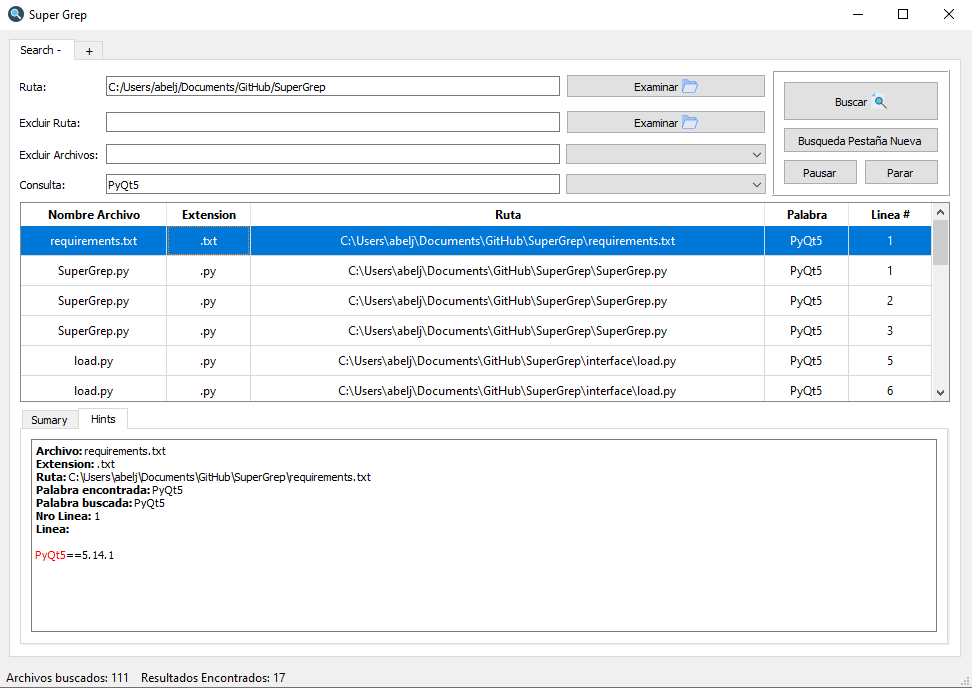 Super Grep
Search -
+
Ruta: C:/Users/abelj/Documents/GitHub/SuperGrep Examinar
Buscar
Excluir Ruta: Examinar
Busqueda Pestaña Nueva
Excluir Archivos:
Pausar Parar
Consulta: PyQt5
Nombre Archivo Extension Ruta Palabra Linea #
requirements.txt .txt C:\Users\abelj\Documents\GitHub\SuperGrep\requirements.txt PyQt5 1
SuperGrep.py .py C:\Users\abelj\Documents\GitHub\SuperGrep\SuperGrep.py PyQt5 1
SuperGrep.py .py C:\Users\abelj\Documents\GitHub\SuperGrep\SuperGrep.py PyQt5 2
SuperGrep.py .py C:\Users\abelj\Documents\GitHub\SuperGrep\SuperGrep.py PyQt5 3
load.py .py C:\Users\abelj\Documents\GitHub\SuperGrep\interface\load.py PyQt5 5
load.py .py C:\Users\abelj\Documents\GitHub\SuperGrep\interface\load.py PyQt5 6
Sumary Hints
Archivo: requirements.txt
Extension: .txt
Ruta: C:\Users\abelj\Documents\GitHub\SuperGrep\requirements.txt
Palabra encontrada: PyQt5
Palabra buscada: PyQt5
Nro Linea: 1
Linea:
PyQt5==5.14.1
Archivos buscados: 111 Resultados Encontrados: 17